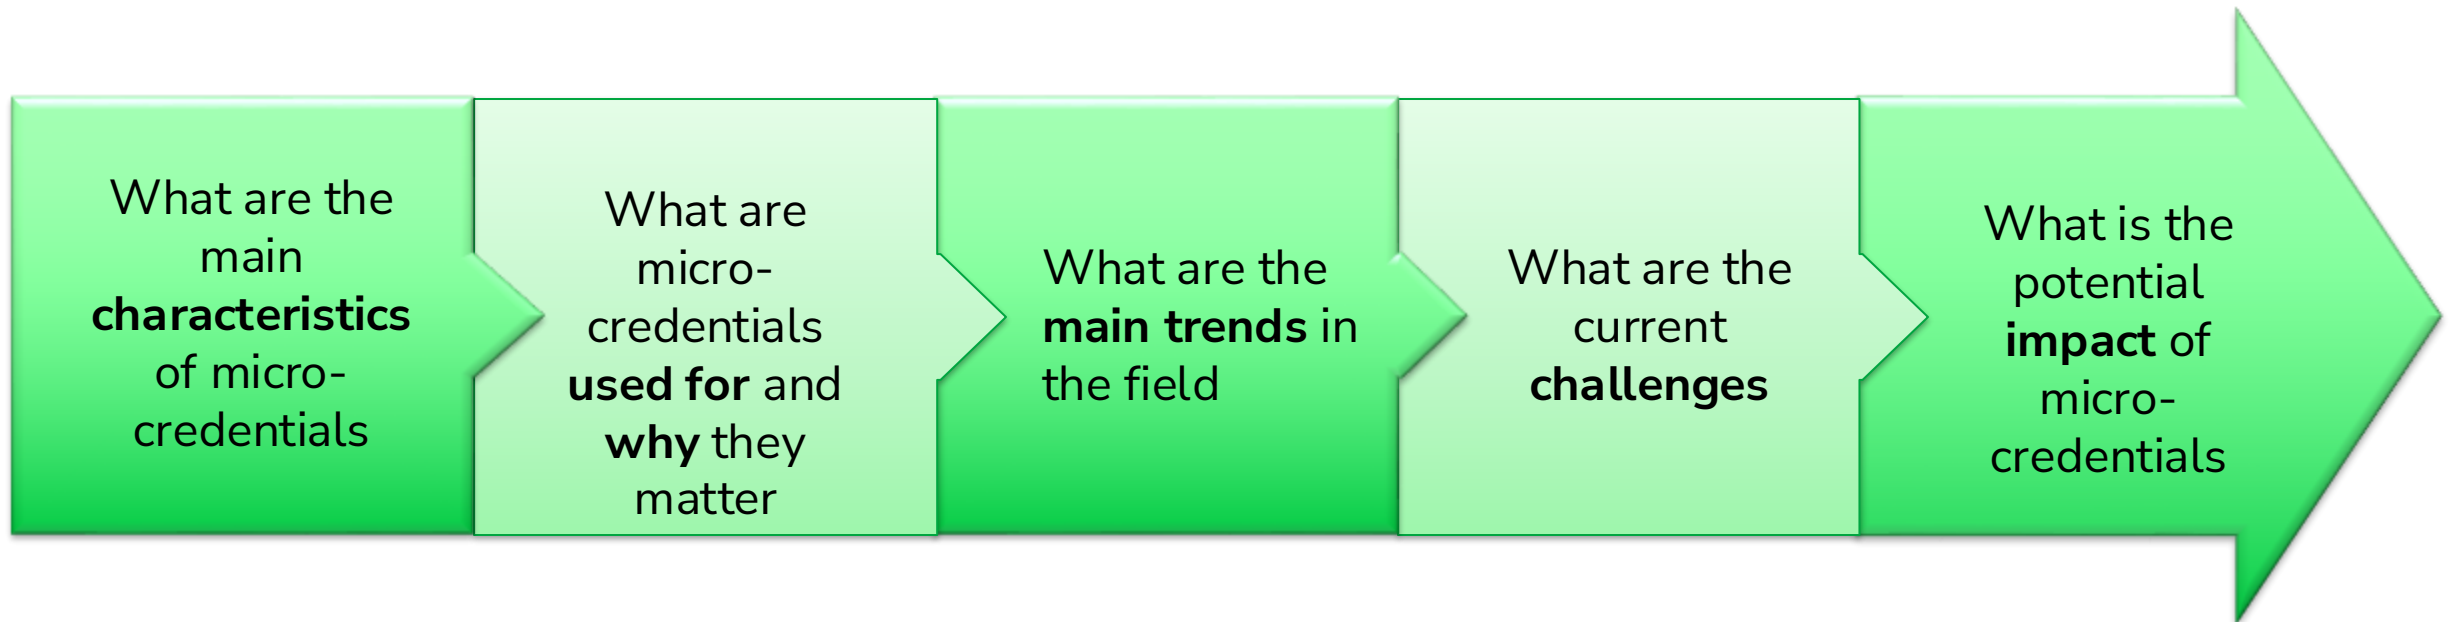 What are the
main
characteristics
of micro-
credentials
What are
micro-
credentials
used for and
why they
matter
What are the
main trends in
the field
What are the
current
challenges
What is the
potential
impact of
micro-
credentials